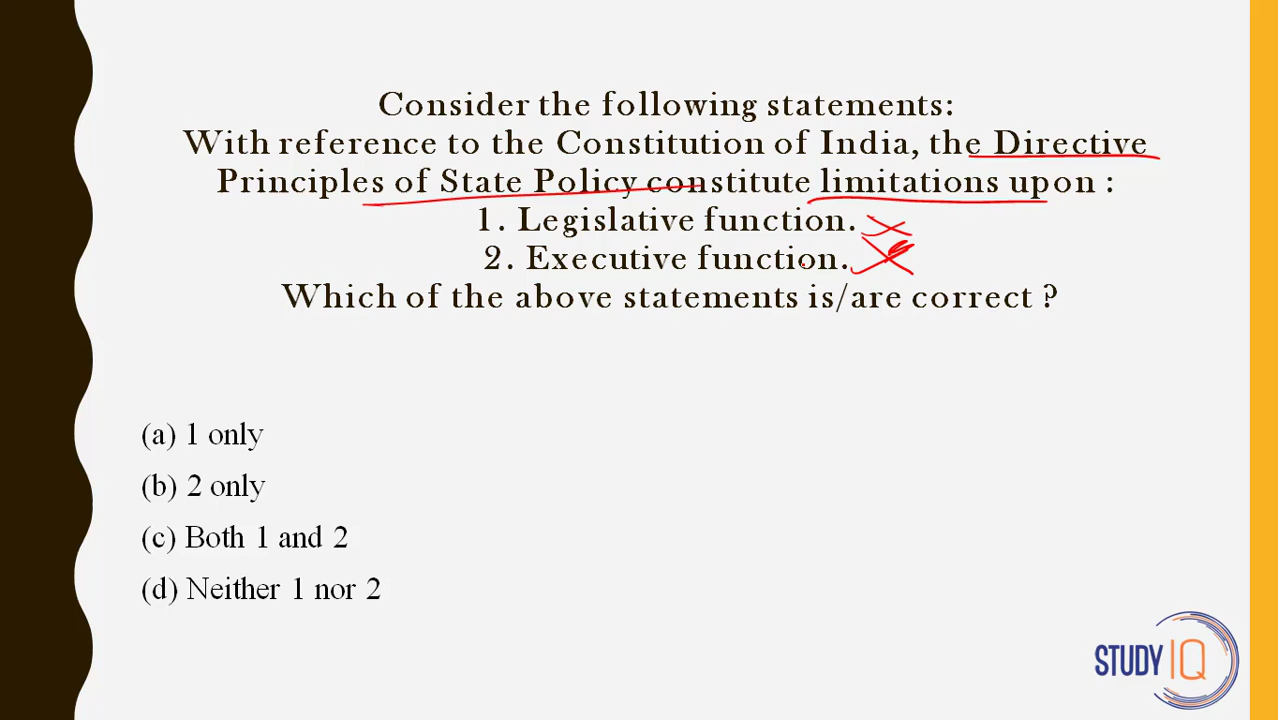 Consider the following statements:
With reference to the Constitution of India, the Directive
Principles of State Policy constitute limitations upon :
1. Legislative function.
2. Executive function.
Which of the above statements is/are correct ?
(a) 1 only
(b) 2 only
(c) Both 1 and 2
(d) Neither 1 nor 2
STUDY IQ